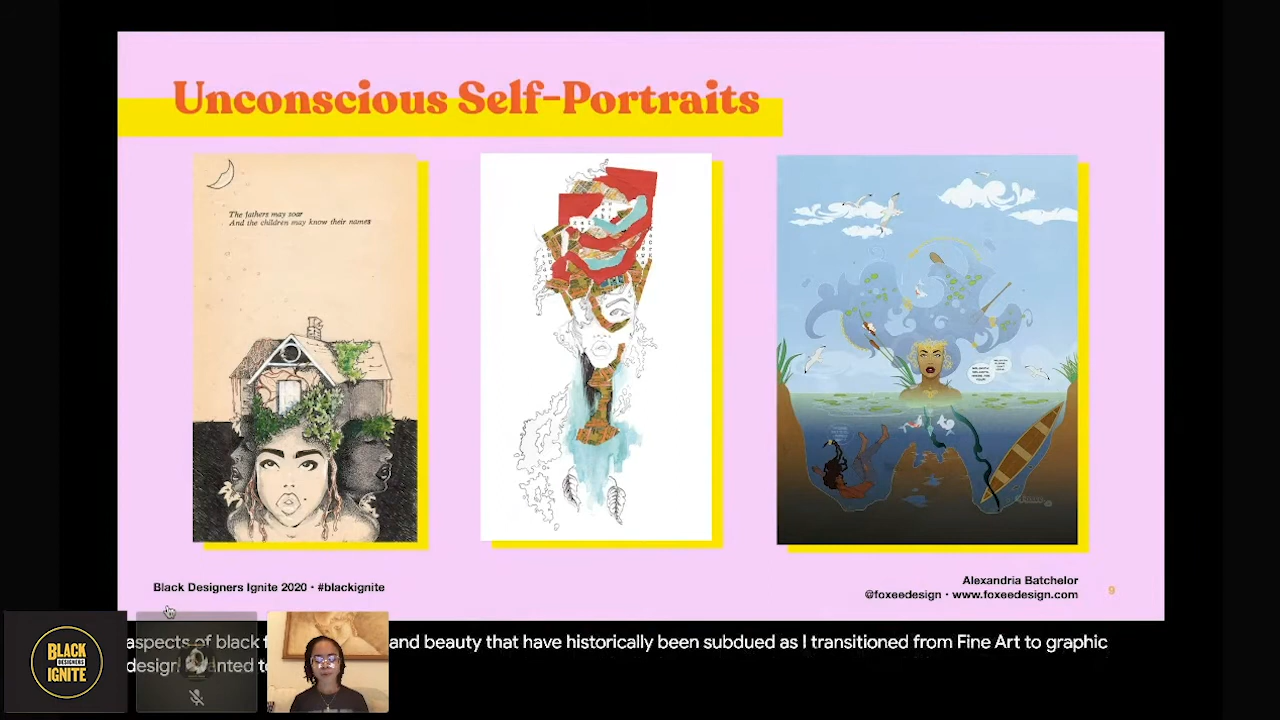 Unconscious Self-Portraits
The fathers may soar
And the children may know their names
Black Designers Ignite 2020 · #blackignite
Alexandria Batchelor
@foxeedesign · www.foxeedesign.com
9
aspects of black
and beauty that have historically been subdued as I transitioned from Fine Art to graphic
design
BLACK
DESIGNERS
IGNITE